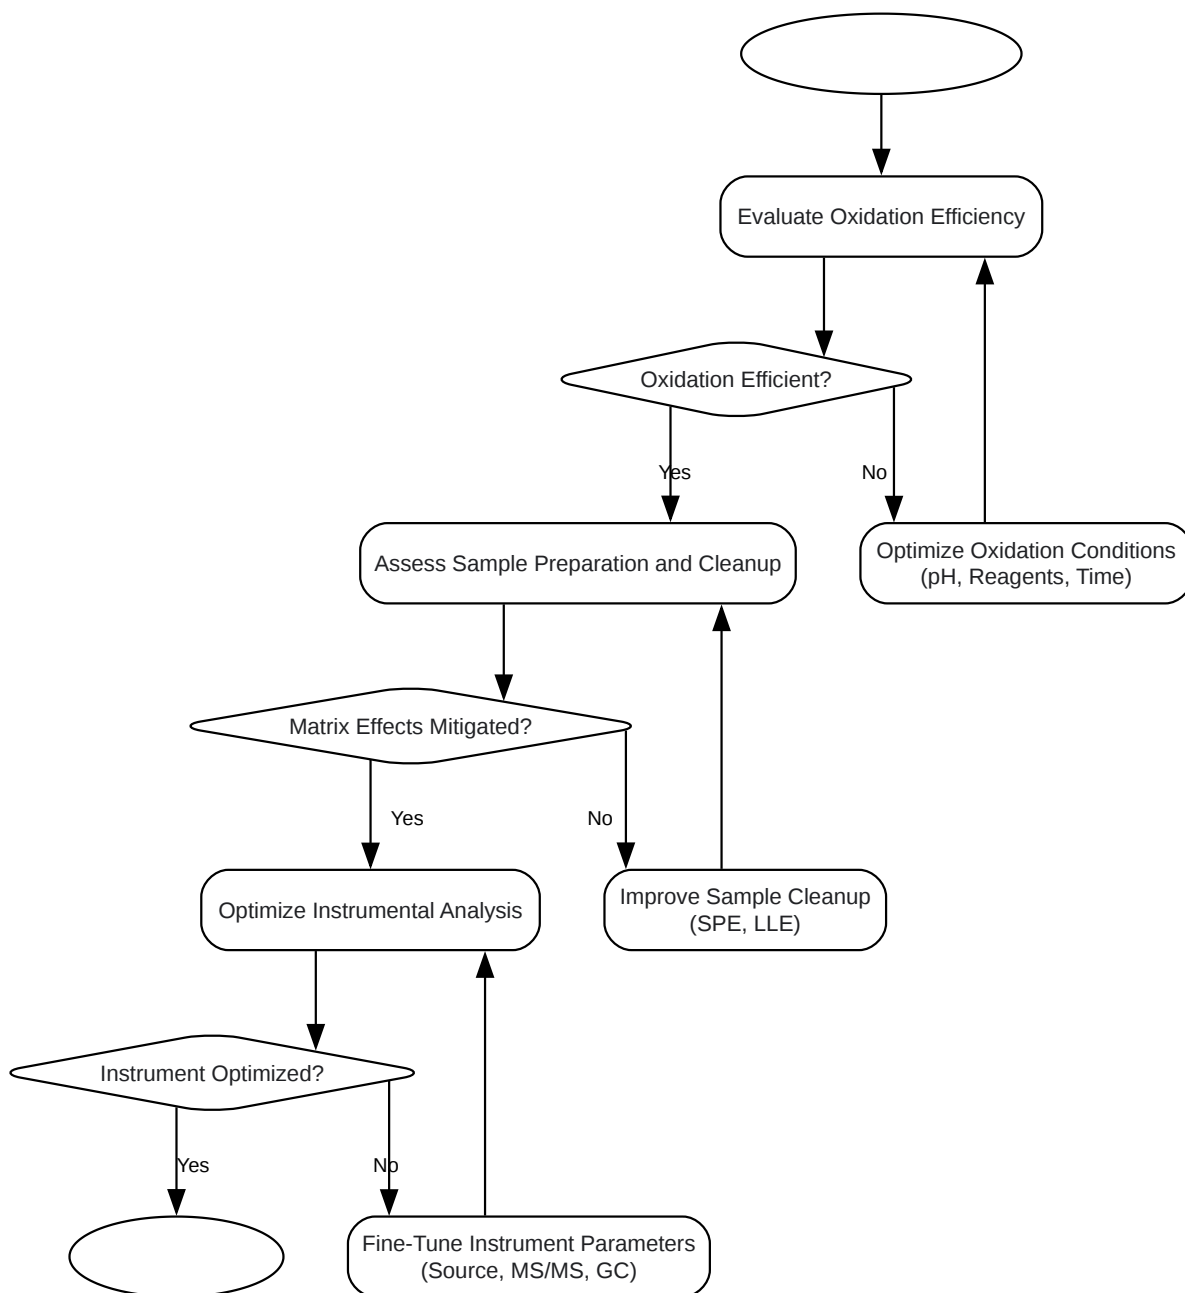 Evaluate Oxidation Efficiency
Oxidation Efficient?
Yes
No
Assess Sample Preparation and Cleanup
Optimize Oxidation Conditions
(pH, Reagents, Time)
Matrix Effects Mitigated?
Yes
No
Optimize Instrumental Analysis
Improve Sample Cleanup
(SPE, LLE)
Instrument Optimized?
Yes
No
Fine-Tune Instrument Parameters
(Source, MS/MS, GC)